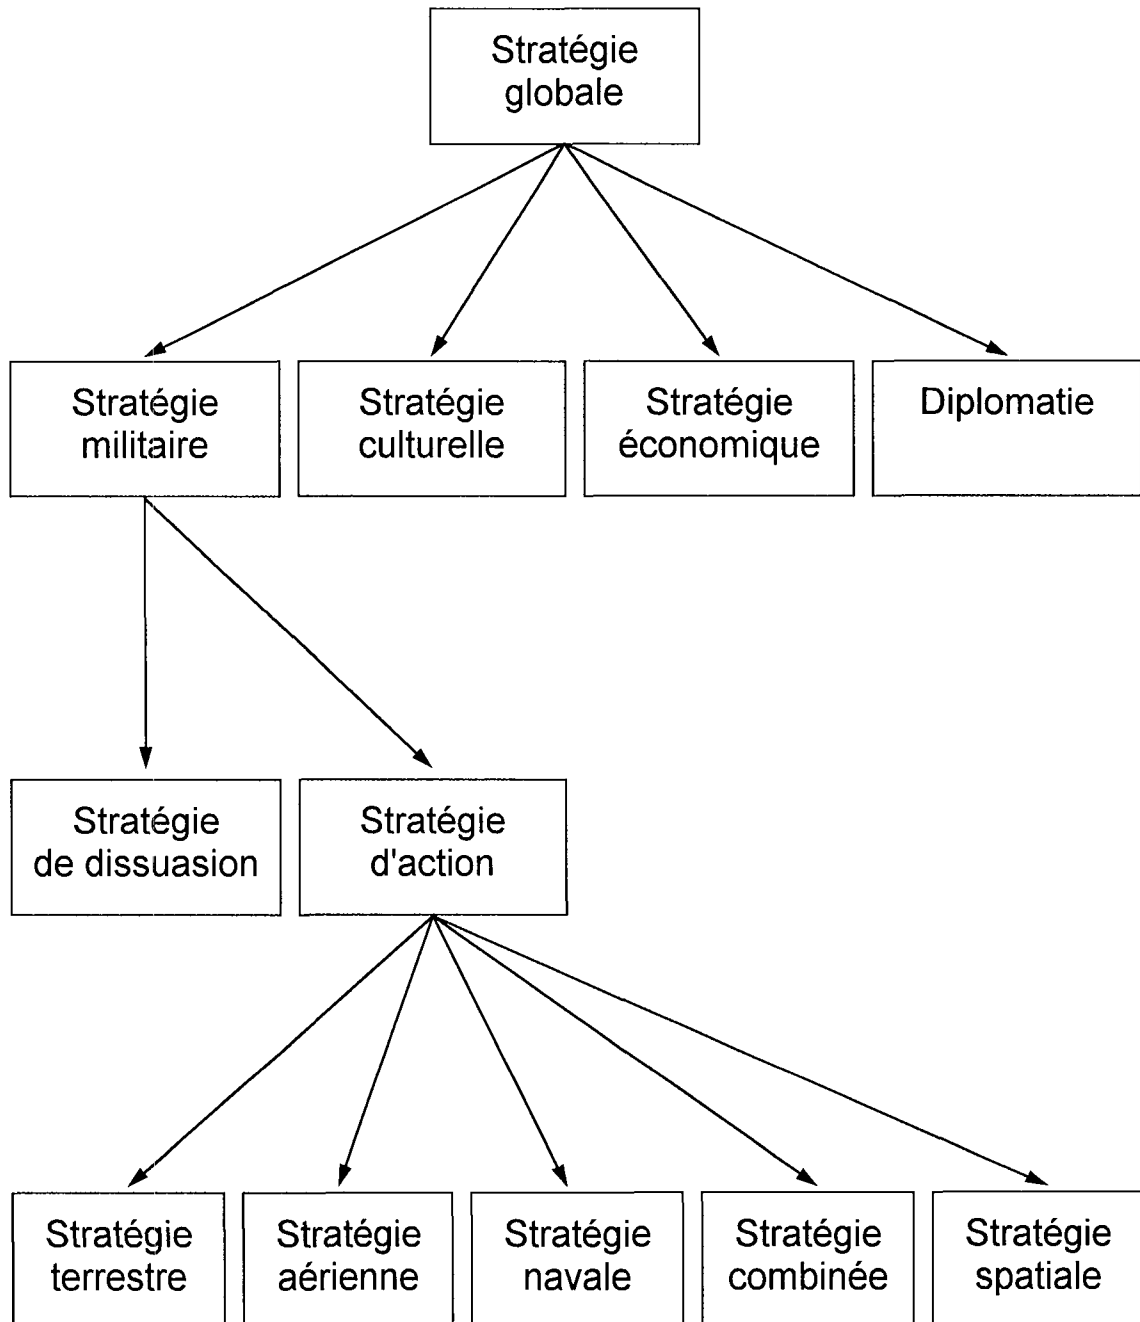 Stratégie
globale
Stratégie
militaire
Stratégie
culturelle
Stratégie
économique
Diplomatie
Stratégie
de dissuasion
Stratégie
d'action
Stratégie
terrestre
Stratégie
aérienne
Stratégie
navale
Stratégie
combinée
Stratégie
spatiale